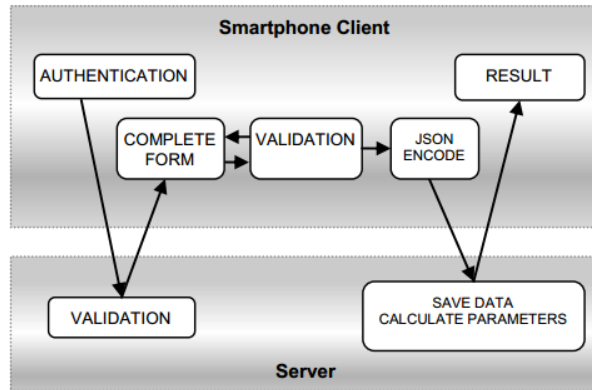 Smartphone Client
AUTHENTICATION
RESULT
COMPLETE
FORM
VALIDATION
JSON
ENCODE
VALIDATION
SAVE DATA
CALCULATE PARAMETERS
Server